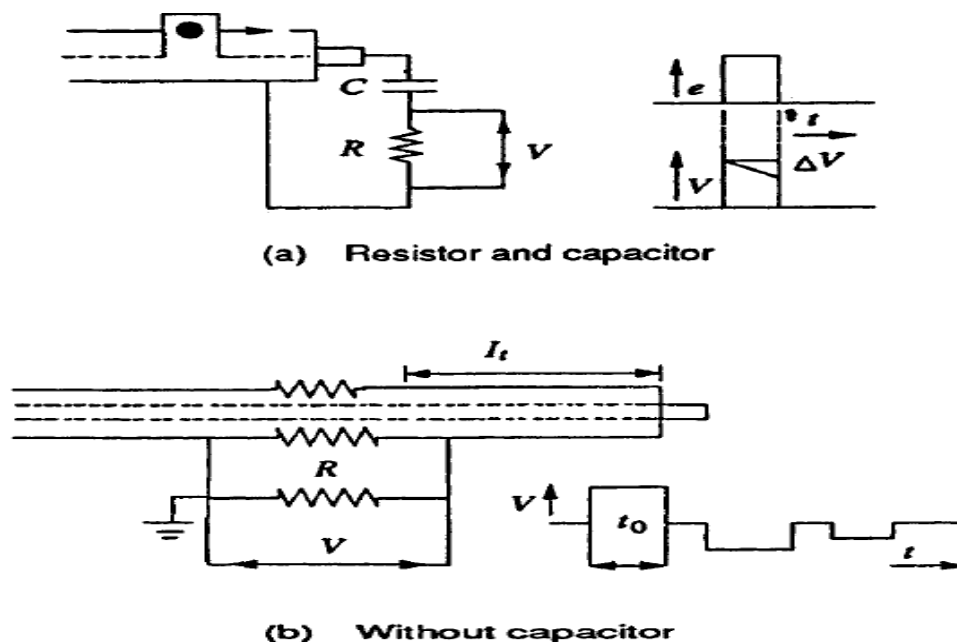 C
R
V
e
t
V
ΔV
(a) Resistor and capacitor
I_t
R
V
V
t_0
t
(b) Without capacitor